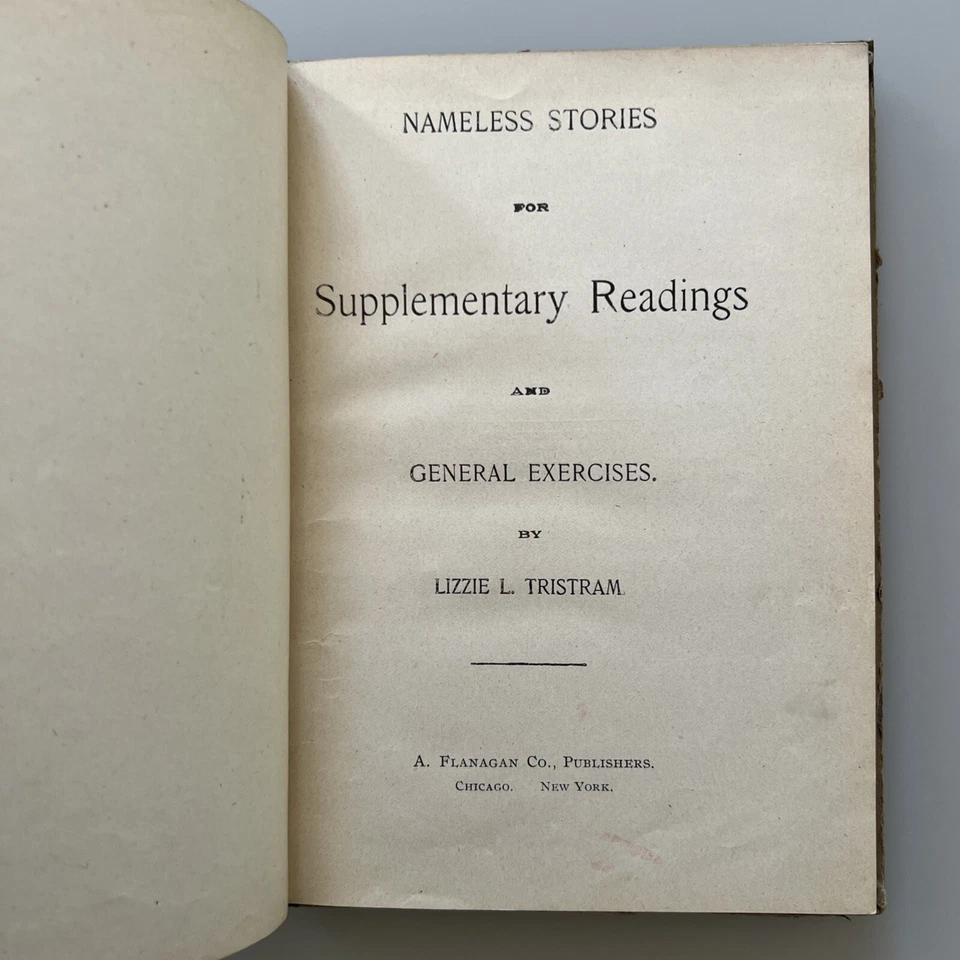 NAMELESS STORIES
FOR
Supplementary Readings
AND
GENERAL EXERCISES.
BY
LIZZIE L. TRISTRAM.
A. FLANAGAN CO., PUBLISHERS.
CHICAGO. NEW YORK.